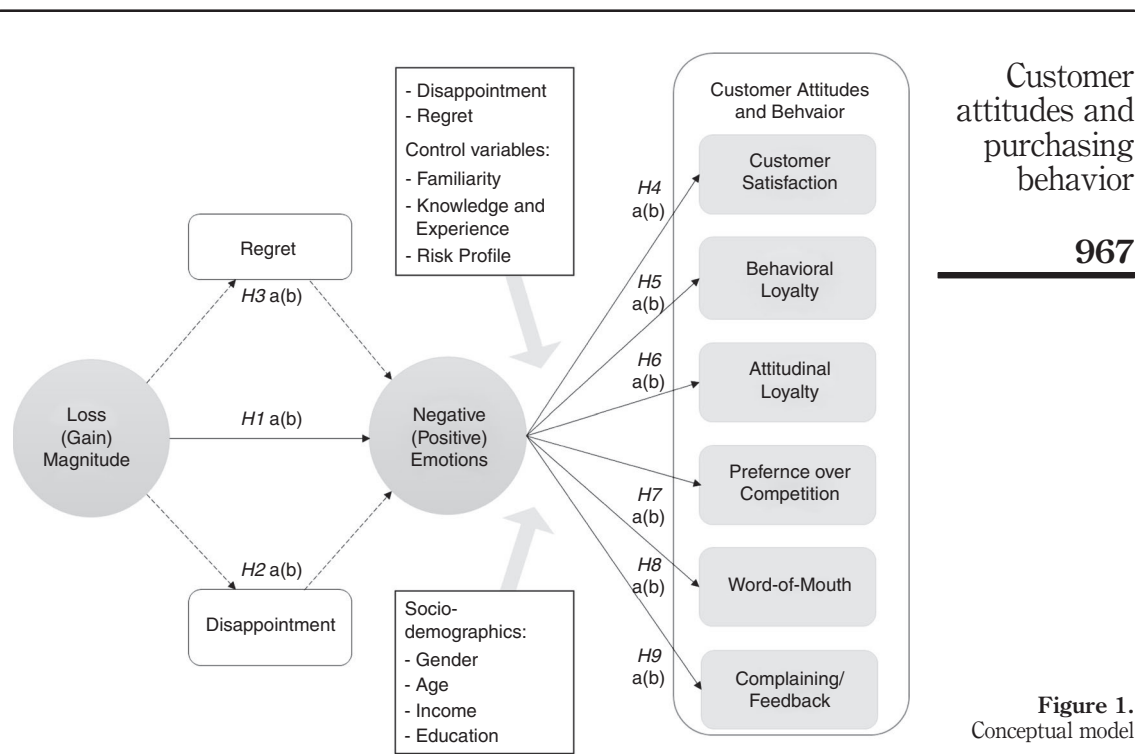 Customer
attitudes and
purchasing
behavior
967
- Disappointment
- Regret
Control variables:
- Familiarity
- Knowledge and
Experience
- Risk Profile
Customer Attitudes
and Behvaior
Customer
Satisfaction
Behavioral
Loyalty
Attitudinal
Loyalty
Prefernce over
Competition
Word-of-Mouth
Complaining/
Feedback
H4
a(b)
H5
a(b)
H6
a(b)
H7
a(b)
H8
a(b)
H9
a(b)
Regret
H3 a(b)
Loss
(Gain)
Magnitude
H1 a(b)
Negative
(Positive)
Emotions
H2 a(b)
Disappointment
Socio-
demographics:
- Gender
- Age
- Income
- Education
Figure 1.
Conceptual model